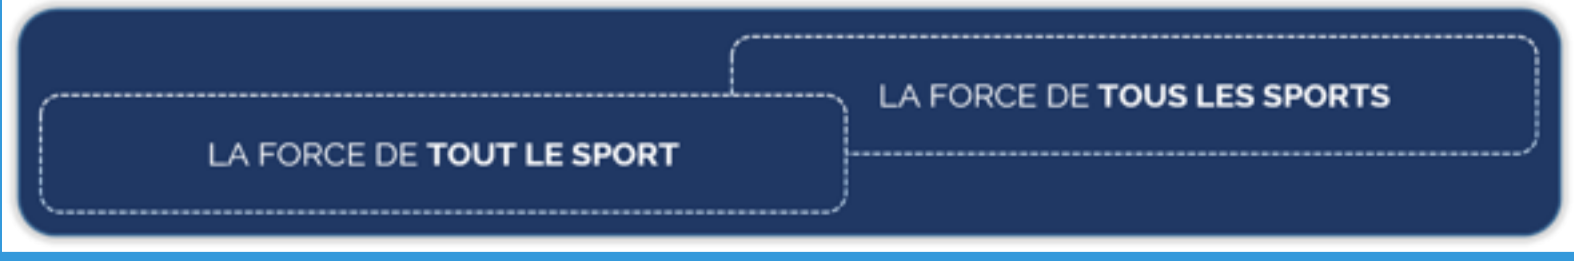 LA FORCE DE TOUT LE SPORT
LA FORCE DE TOUS LES SPORTS